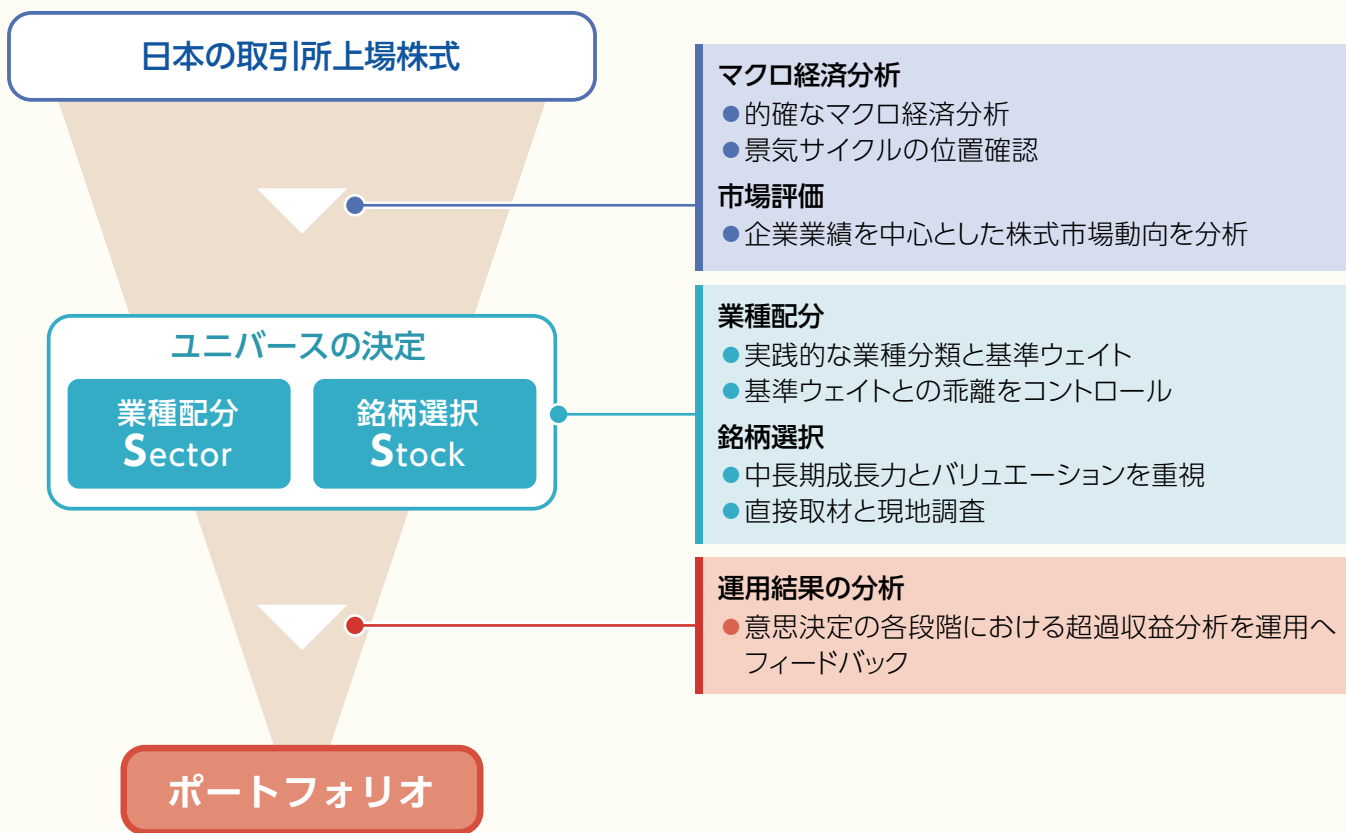 日本の取引所上場株式
マクロ経済分析
●的確なマクロ経済分析
●景気サイクルの位置確認
市場評価
●企業業績を中心とした株式市場動向を分析
ユニバースの決定
業種配分
Sector
銘柄選択
Stock
業種配分
●実践的な業種分類と基準ウェイト
●基準ウェイトとの乖離をコントロール
銘柄選択
●中長期成長力とバリュエーションを重視
●直接取材と現地調査
運用結果の分析
●意思決定の各段階における超過収益分析を運用へ
フィードバック
ポートフォリオ